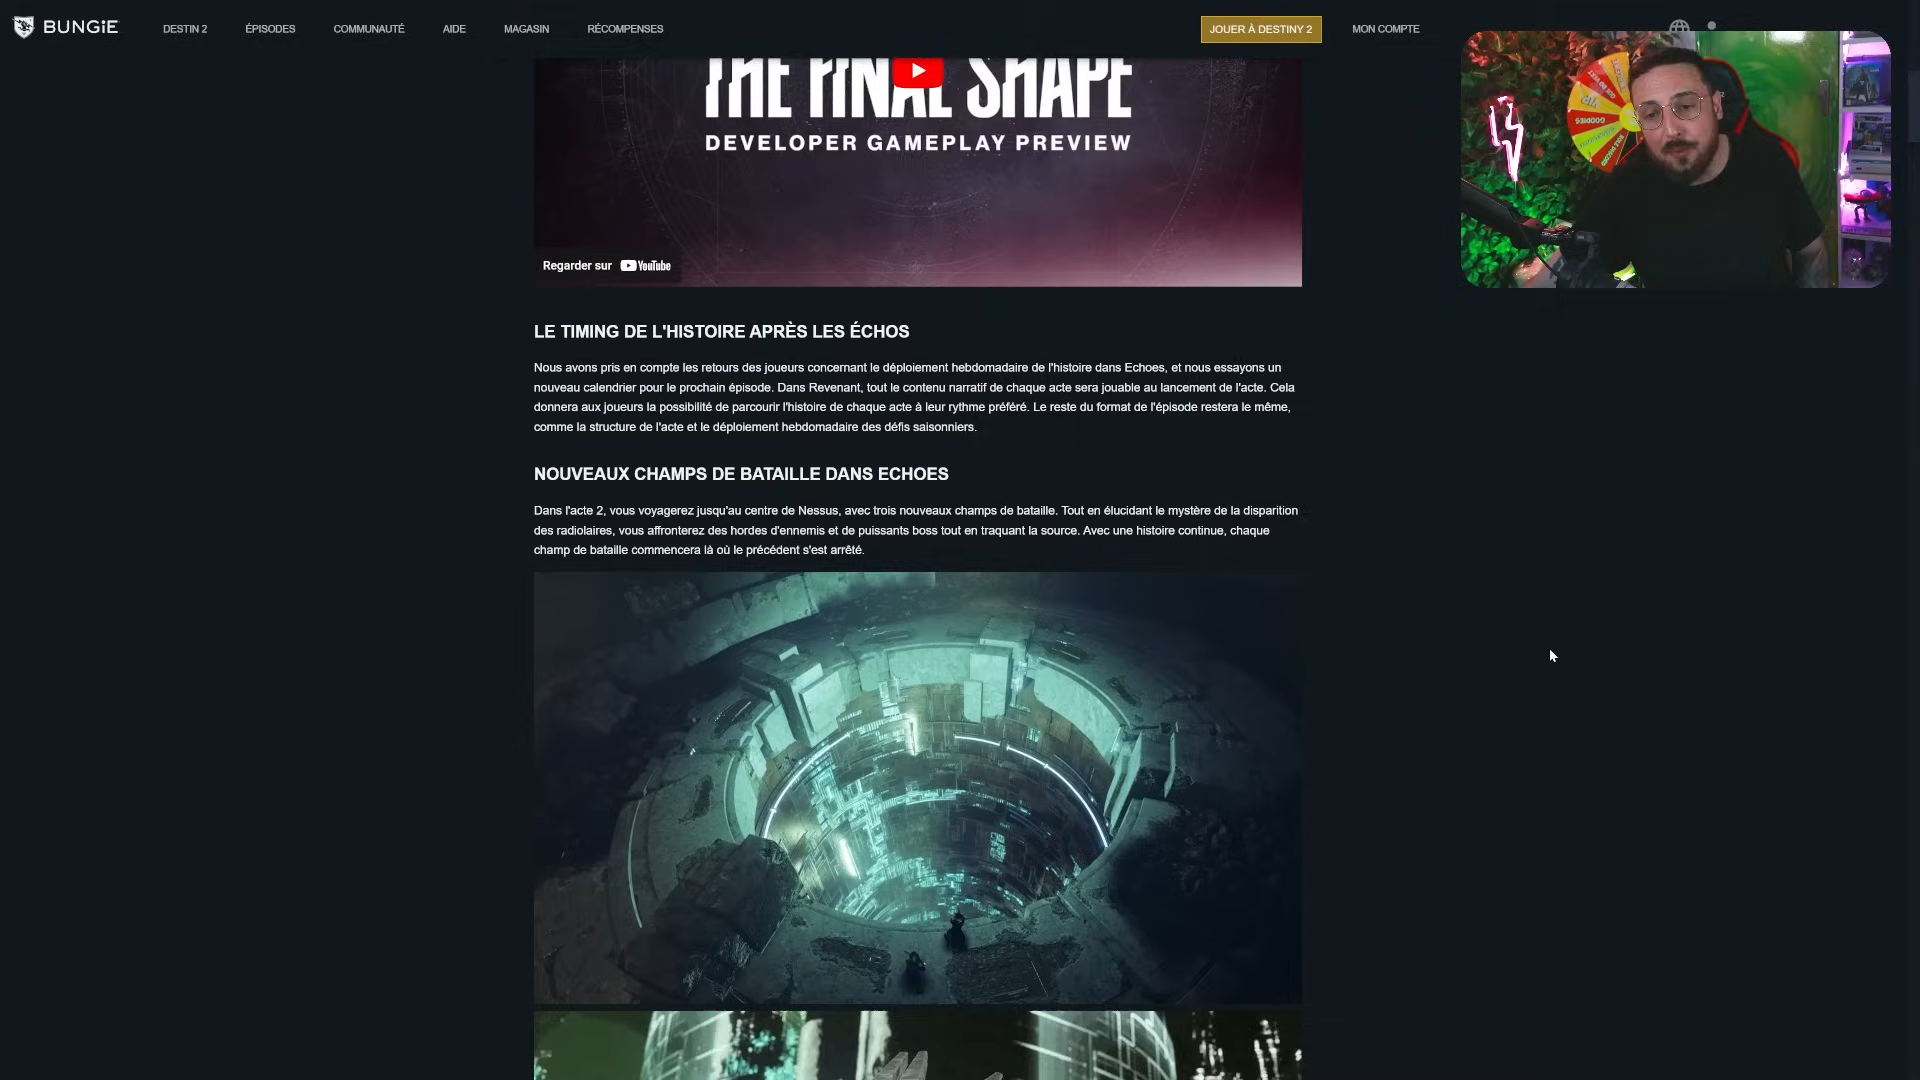 BUNGiE
DESTIN 2
ÉPISODES
COMMUNAUTÉ
AIDE
MAGASIN
RÉCOMPENSES
JOUER À DESTINY 2
MON COMPTE
THE FINAL SHAPE
DEVELOPER GAMEPLAY PREVIEW
Regarder sur YouTube
LE TIMING DE L'HISTOIRE APRÈS LES ÉCHOS
Nous avons pris en compte les retours des joueurs concernant le déploiement hebdomadaire de l'histoire dans Echoes, et nous essayons un
nouveau calendrier pour le prochain épisode. Dans Revenant, tout le contenu narratif de chaque acte sera jouable au lancement de l'acte. Cela
donnera aux joueurs la possibilité de parcourir l'histoire de chaque acte à leur rythme préféré. Le reste du format de l'épisode restera le même,
comme la structure de l'acte et le déploiement hebdomadaire des défis saisonniers.
NOUVEAUX CHAMPS DE BATAILLE DANS ECHOES
Dans l'acte 2, vous voyagerez jusqu'au centre de Nessus, avec trois nouveaux champs de bataille. Tout en élucidant le mystère de la disparition
des radiolaires, vous affronterez des hordes d'ennemis et de puissants boss tout en traquant la source. Avec une histoire continue, chaque
champ de bataille commencera là où le précédent s'est arrêté.
VIP
GOODIES